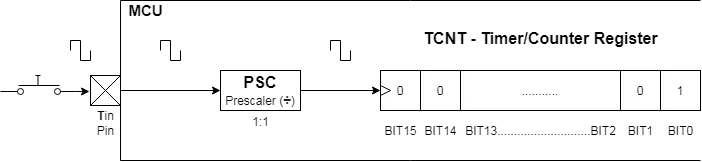 MCU
TCNT - Timer/Counter Register
T
PSC
Prescaler (÷)
1:1
Tin
Pin
0 0 ........... 0 1
BIT15 BIT14 BIT13............................BIT2 BIT1 BIT0